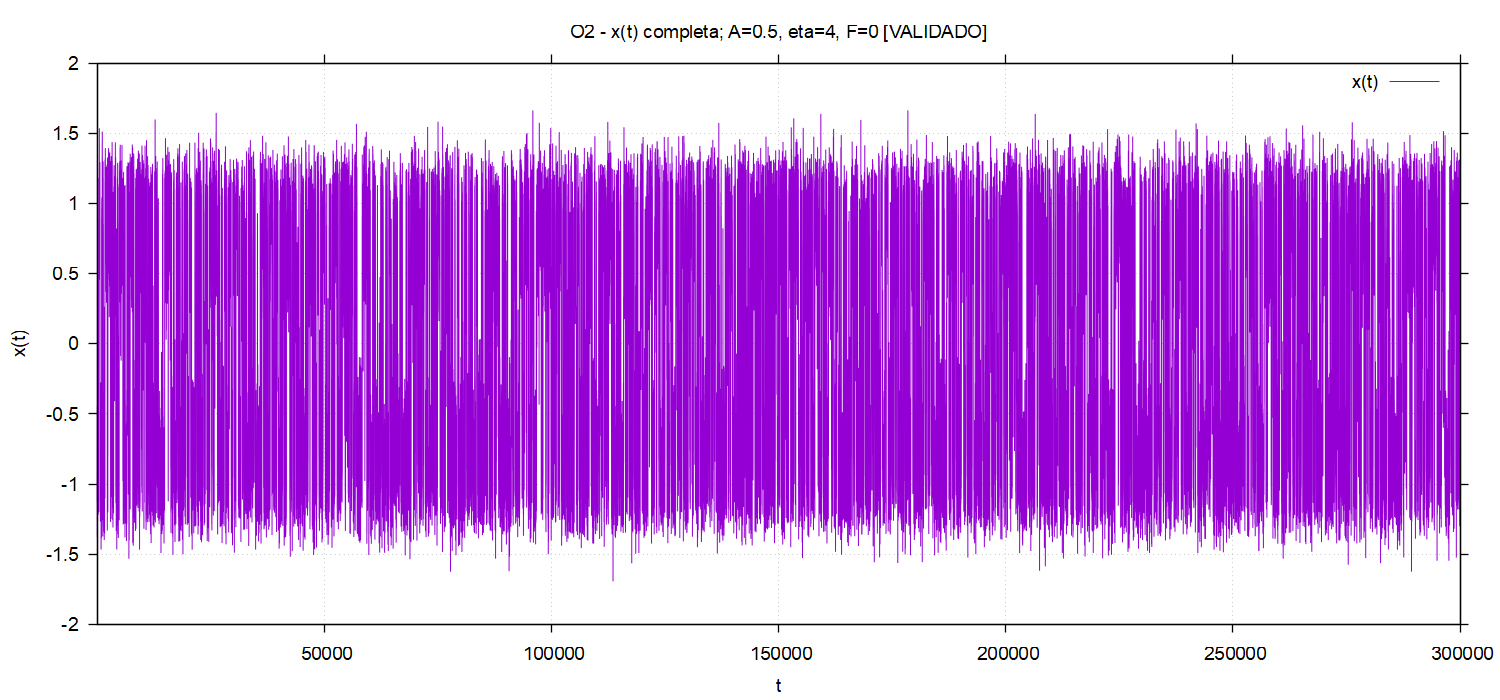 O2 - x(t) completa; A=0.5, eta=4, F=0 [VALIDADO]
x(t)
2
1.5
1
0.5
0
-0.5
-1
-1.5
-2
x(t)
50000 100000 150000 200000 250000 300000
t